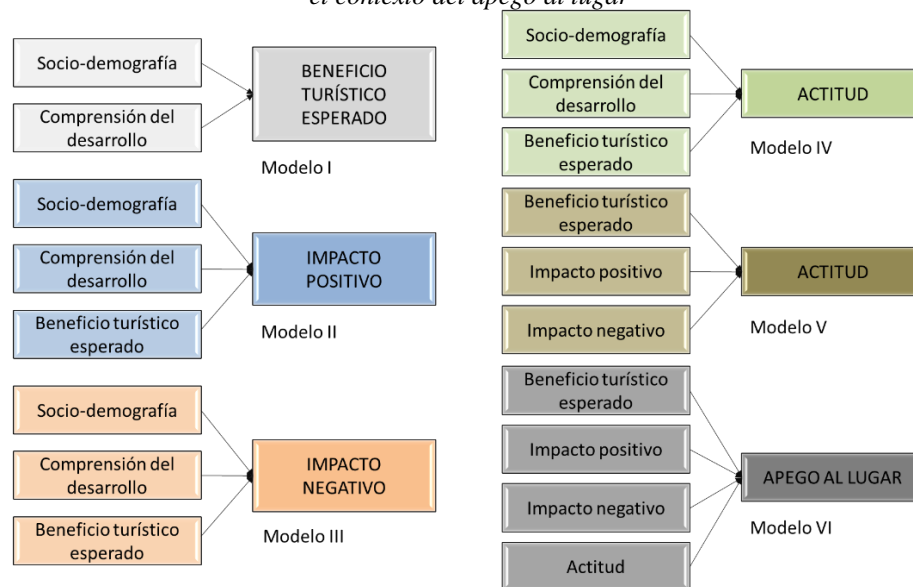 el contexto del apego al lugar
Socio-demografía
Comprensión del
desarrollo
BENEFICIO
TURÍSTICO
ESPERADO
Modelo I
Socio-demografía
Comprensión del
desarrollo
Beneficio turístico
esperado
IMPACTO
POSITIVO
Modelo II
Socio-demografía
Comprensión del
desarrollo
Beneficio turístico
esperado
IMPACTO
NEGATIVO
Modelo III
Socio-demografía
Comprensión del
desarrollo
Beneficio turístico
esperado
ACTITUD
Modelo IV
Beneficio turístico
esperado
Impacto positivo
Impacto negativo
ACTITUD
Modelo V
Beneficio turístico
esperado
Impacto positivo
Impacto negativo
Actitud
APEGO AL LUGAR
Modelo VI